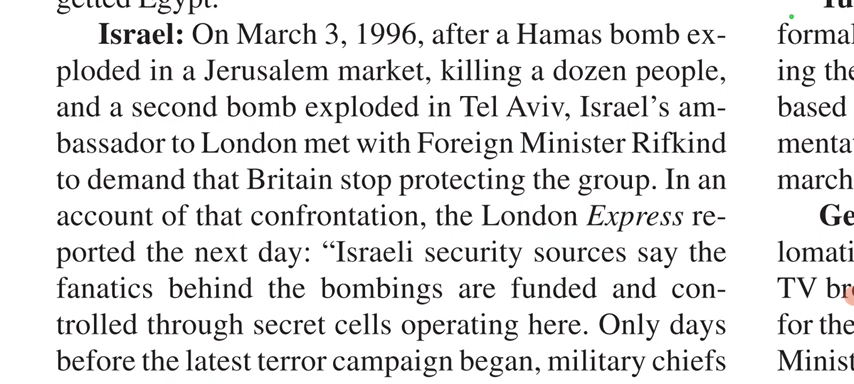 getted Egypt.
Israel: On March 3, 1996, after a Hamas bomb ex-
ploded in a Jerusalem market, killing a dozen people,
and a second bomb exploded in Tel Aviv, Israel’s am-
bassador to London met with Foreign Minister Rifkind
to demand that Britain stop protecting the group. In an
account of that confrontation, the London Express re-
ported the next day: “Israeli security sources say the
fanatics behind the bombings are funded and con-
trolled through secret cells operating here. Only days
before the latest terror campaign began, military chiefs
formal
ing the
based
menta
march
Ge
lomati
TV bro
for the
Minist